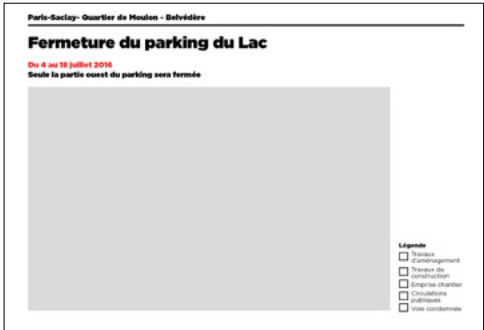 Paris-Saclay- Quartier de Moulon - Belvédère
Fermeture du parking du Lac
Du 4 au 18 juillet 2016
Seule la partie ouest du parking sera fermée
Légende
Travaux
d'aménagement
Travaux de
construction
Emprise chantier
Circulations
publiques
Voie condamnée